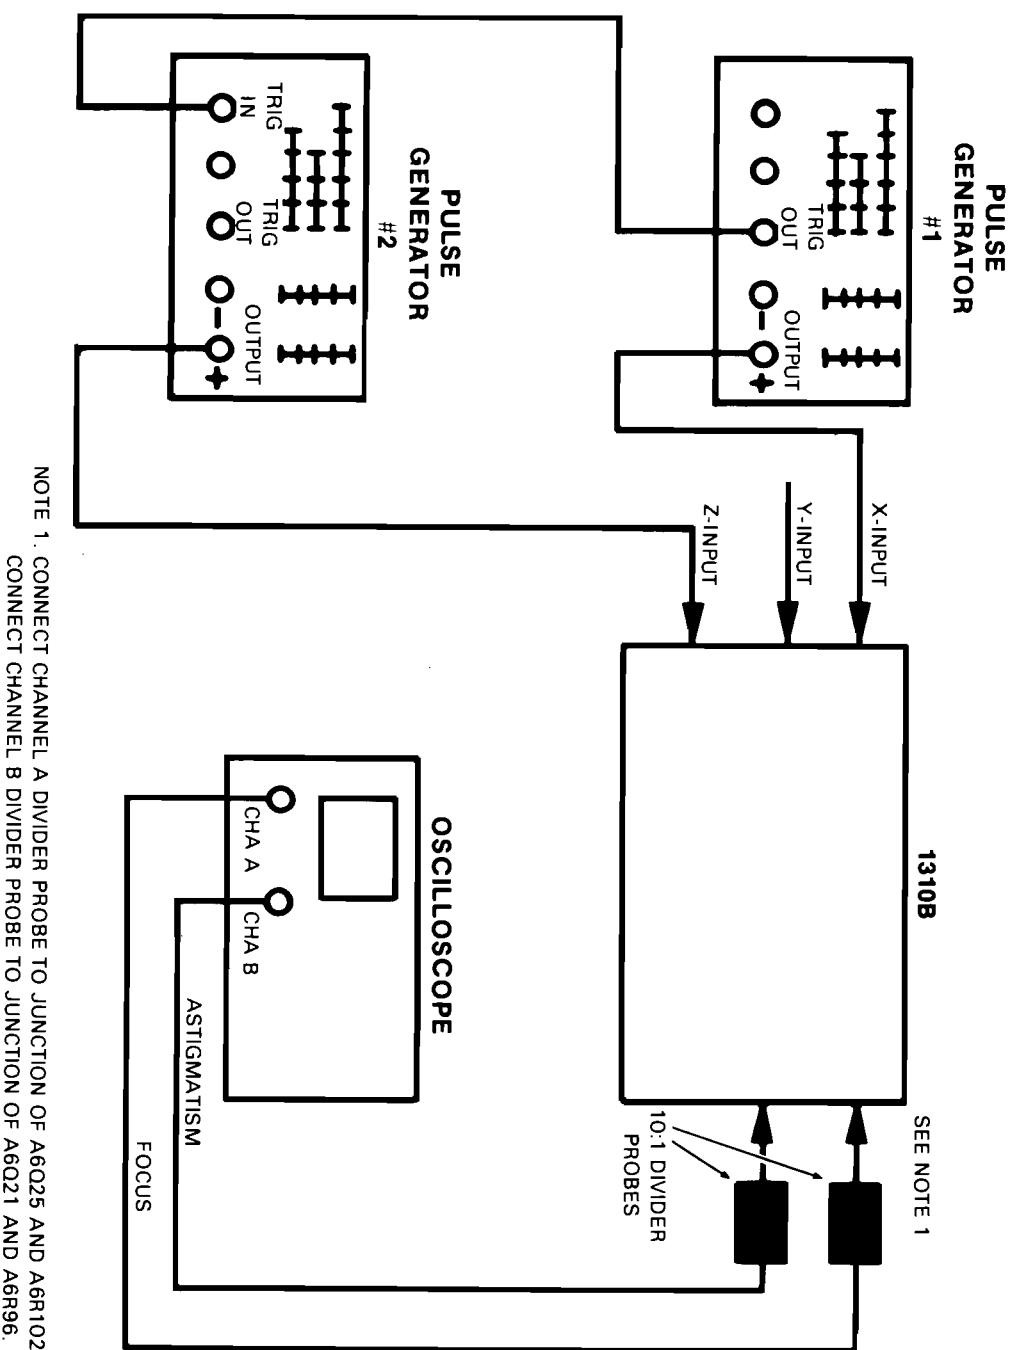 PULSE
GENERATOR
#1
TRIG
OUT
OUTPUT
−
+
PULSE
GENERATOR
#2
TRIG
IN
TRIG
OUT
OUTPUT
−
+
X-INPUT
Y-INPUT
Z-INPUT
1310B
SEE NOTE 1
10:1 DIVIDER
PROBES
OSCILLOSCOPE
CHA A
CHA B
ASTIGMATISM
FOCUS
NOTE 1. CONNECT CHANNEL A DIVIDER PROBE TO JUNCTION OF A6Q25 AND A6R102
CONNECT CHANNEL B DIVIDER PROBE TO JUNCTION OF A6Q21 AND A6R96.